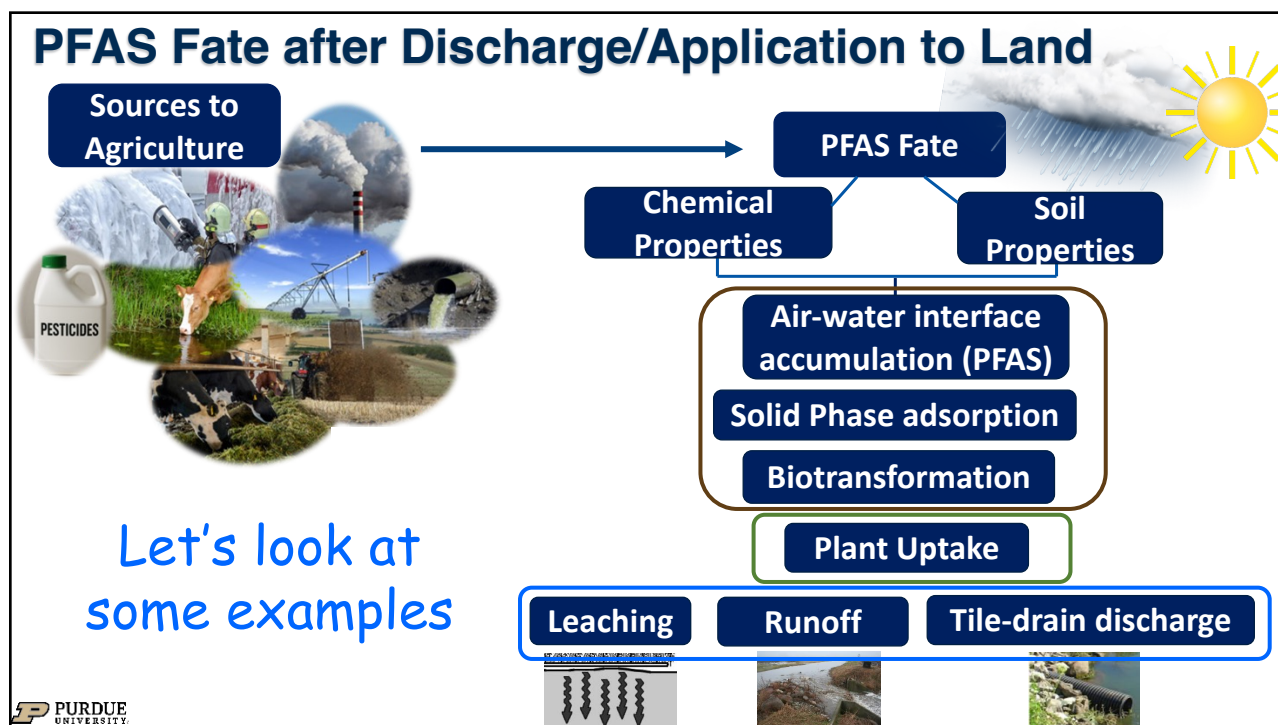 PFAS Fate after Discharge/Application to Land
Sources to
Agriculture
PESTICIDES
PFAS Fate
Chemical
Properties
Soil
Properties
Air-water interface
accumulation (PFAS)
Solid Phase adsorption
Biotransformation
Plant Uptake
Leaching
Runoff
Tile-drain discharge
Let's look at
some examples
PURDUE
UNIVERSITY.